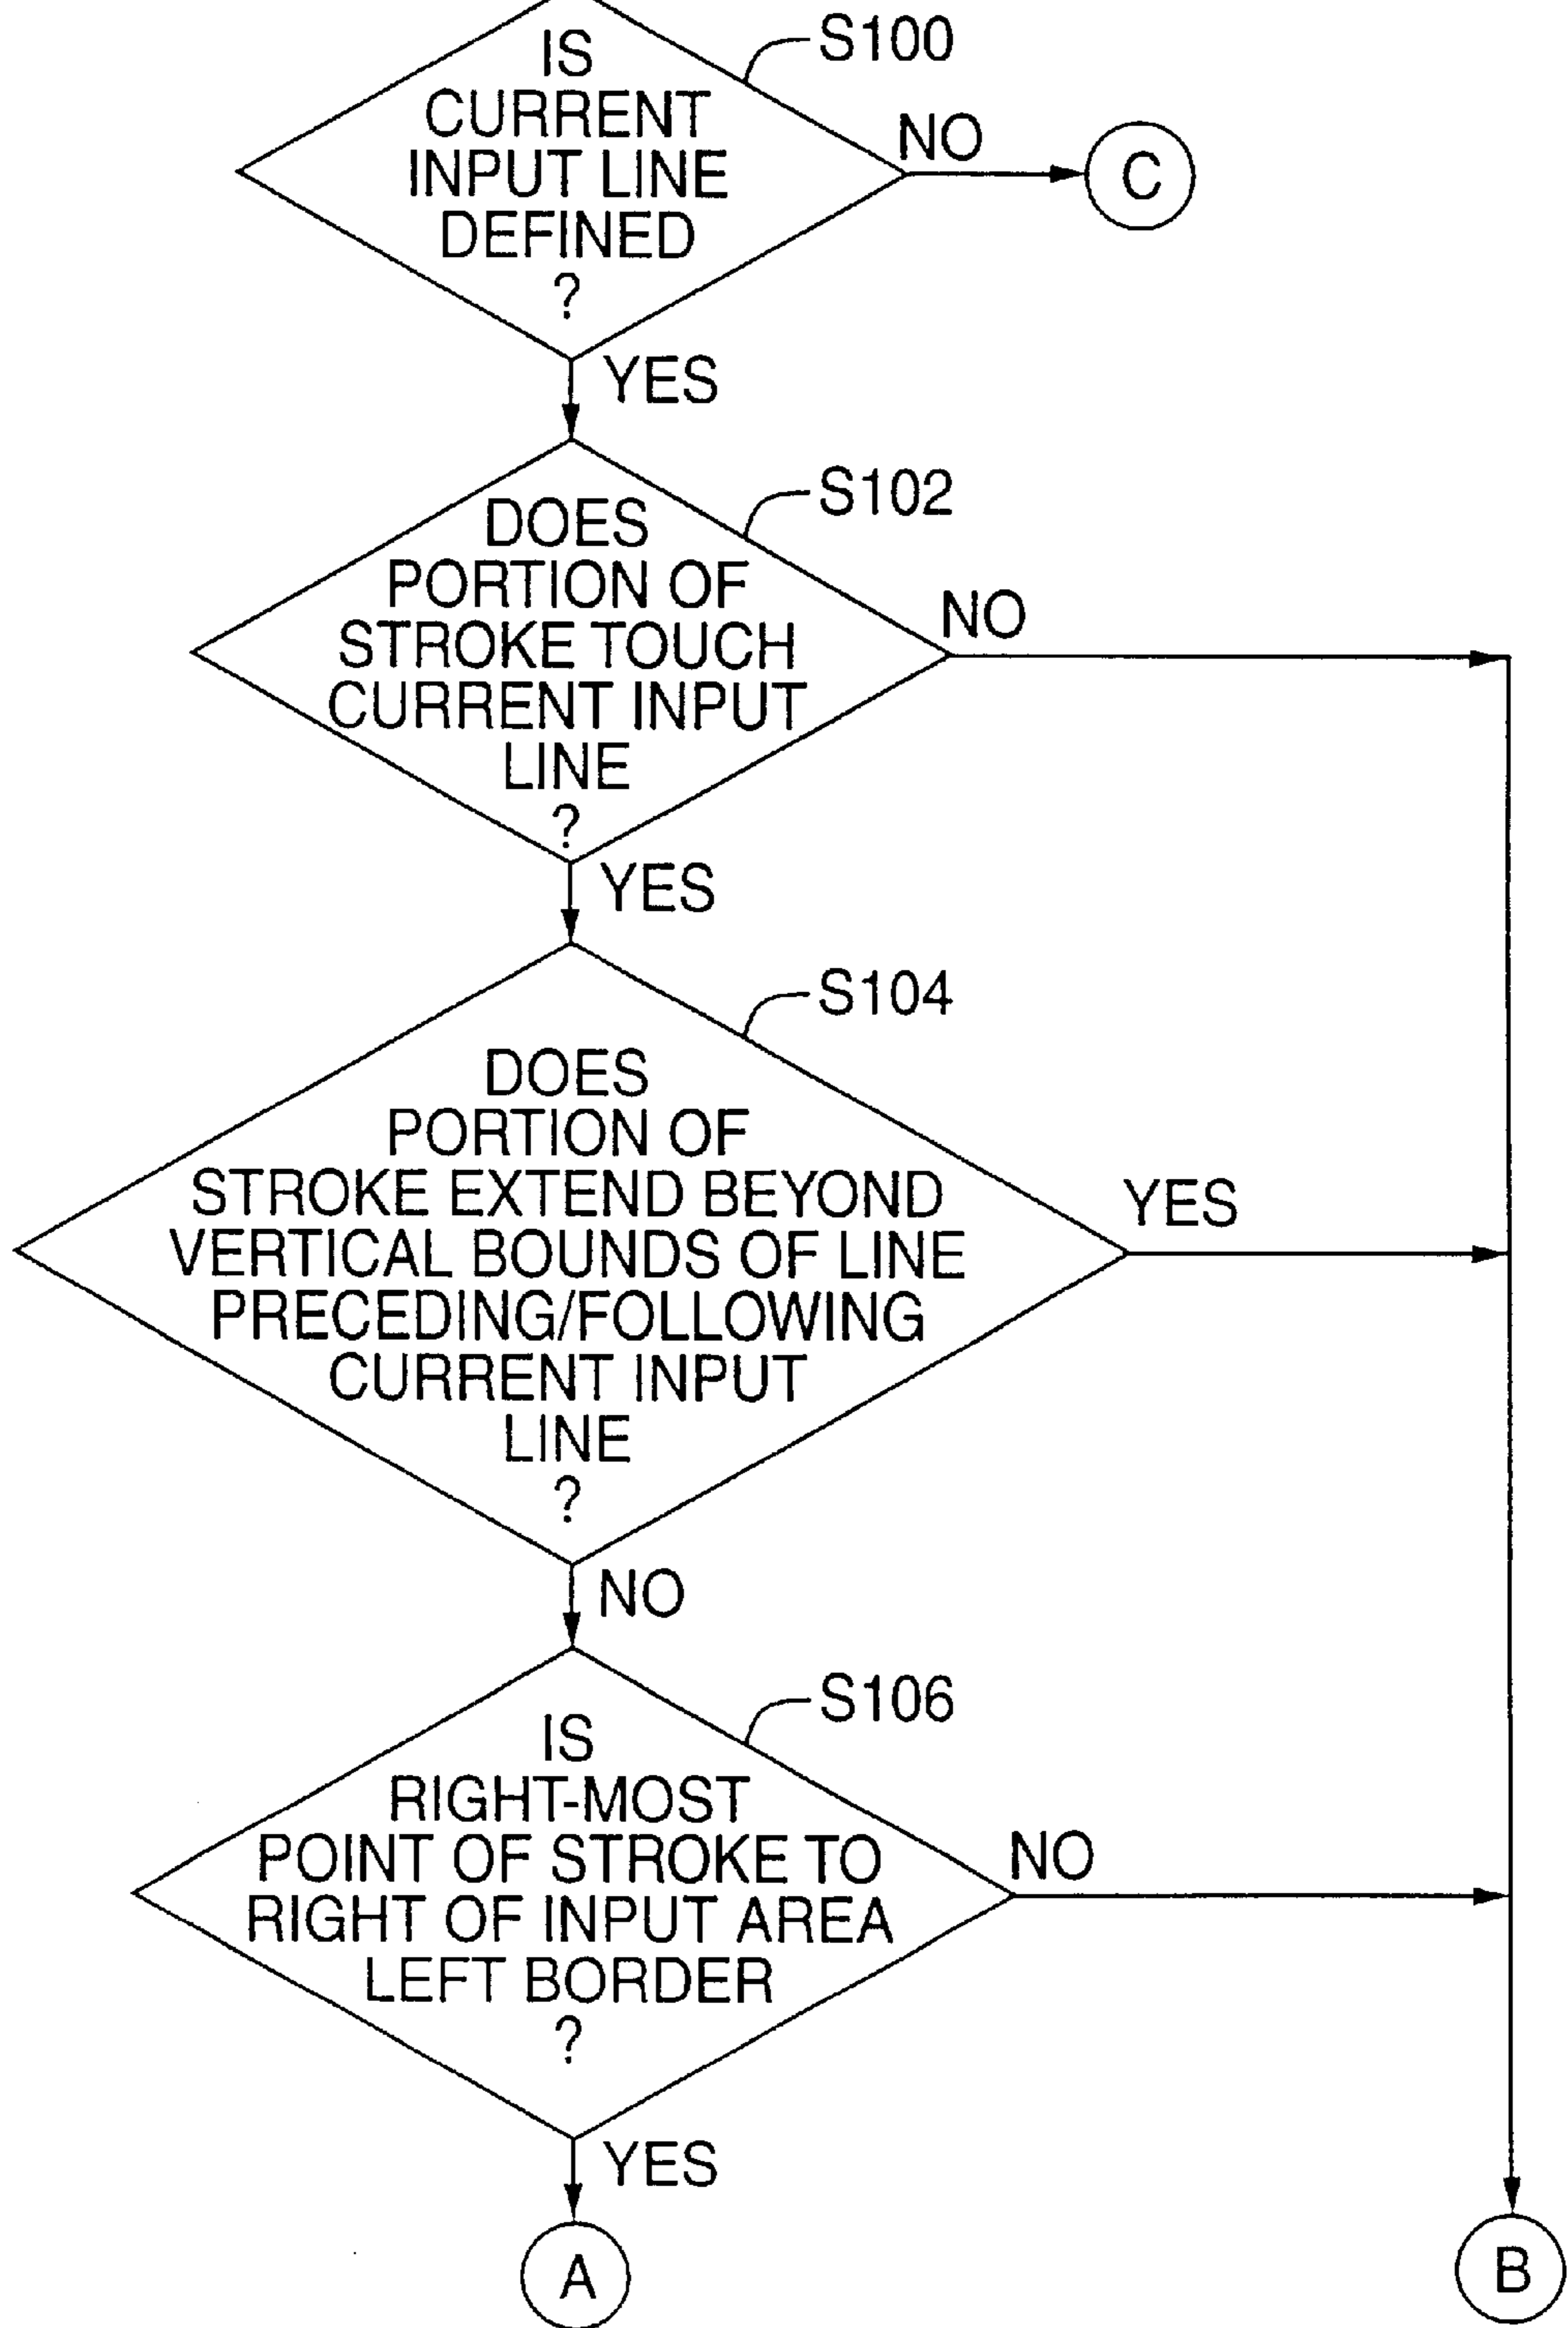 IS
CURRENT
INPUT LINE
DEFINED
?
S100
NO
C
YES
DOES
PORTION OF
STROKE TOUCH
CURRENT INPUT
LINE
?
S102
NO
YES
DOES
PORTION OF
STROKE EXTEND BEYOND
VERTICAL BOUNDS OF LINE
PRECEDING/FOLLOWING
CURRENT INPUT
LINE
?
S104
YES
NO
IS
RIGHT-MOST
POINT OF STROKE TO
RIGHT OF INPUT AREA
LEFT BORDER
?
S106
NO
YES
A
B